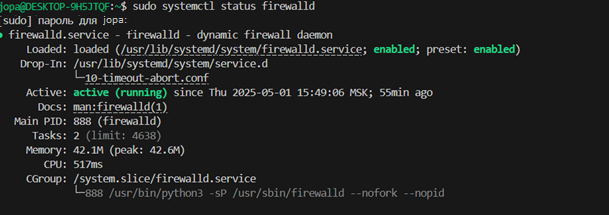 jopa@DESKTOP-9H5JTQF:~$ sudo systemctl status firewalld
[sudo] пароль для jopa:
● firewalld.service - firewalld - dynamic firewall daemon
Loaded: loaded (/usr/lib/systemd/system/firewalld.service; enabled; preset: enabled)
Drop-In: /usr/lib/systemd/system/service.d
└─10-timeout-abort.conf
Active: active (running) since Thu 2025-05-01 15:49:06 MSK; 55min ago
Docs: man:firewalld(1)
Main PID: 888 (firewalld)
Tasks: 2 (limit: 4638)
Memory: 42.1M (peak: 42.6M)
CPU: 517ms
CGroup: /system.slice/firewalld.service
└─888 /usr/bin/python3 -sP /usr/sbin/firewalld --nofork --nopid